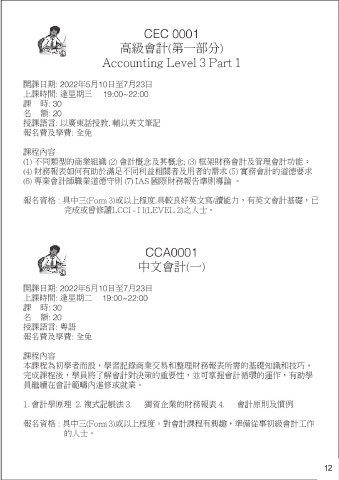 CEC 0001
高級會計(第一部分)
Accounting Level 3 Part 1
開課日期: 2022年5月10日至7月23日
上課時間: 逢星期三 19:00~22:00
課 時: 30
名 額: 20
授課語言: 以廣東話授教, 輔以英文筆記
報名費及學費: 全免
課程內容
(1) 不同類型的商業組織 (2) 會計概念及其概念; (3) 框架財務會計及管理會計功能；
(4) 財務報表如何有助於滿足不同利益相關者及用者的需求 (5) 實務會計的道德要求
(6) 專業會計師職業道德守則 (7) IAS 國際財務報告準則導論 。
報名資格 : 具中三(Form 3)或以上程度,具較良好英文寫/讀能力，有英文會計基礎，已
完成或曾修讀LCCI - II(LEVEL 2)之人士。
CCA0001
中文會計(一)
開課日期: 2022年5月10日至7月23日
上課時間: 逢星期二 19:00~22:00
課 時: 30
名 額: 20
授課語言: 粵語
報名費及學費: 全免
課程內容
本課程為初學者而設，學習記錄商業交易和整理財務報表所需的基礎知識和技巧。
完成課程後，學員將了解會計對決策的重要性，並可掌握會計循環的運作，有助學
員繼續在會計範疇內進修或就業。
1. 會計學原理 2. 複式記帳法 3. 獨資企業的財務報表 4. 會計原則及慣例
報名資格 : 具中三(Form 3)或以上程度。對會計課程有興趣，準備從事初級會計工作
的人士。
12